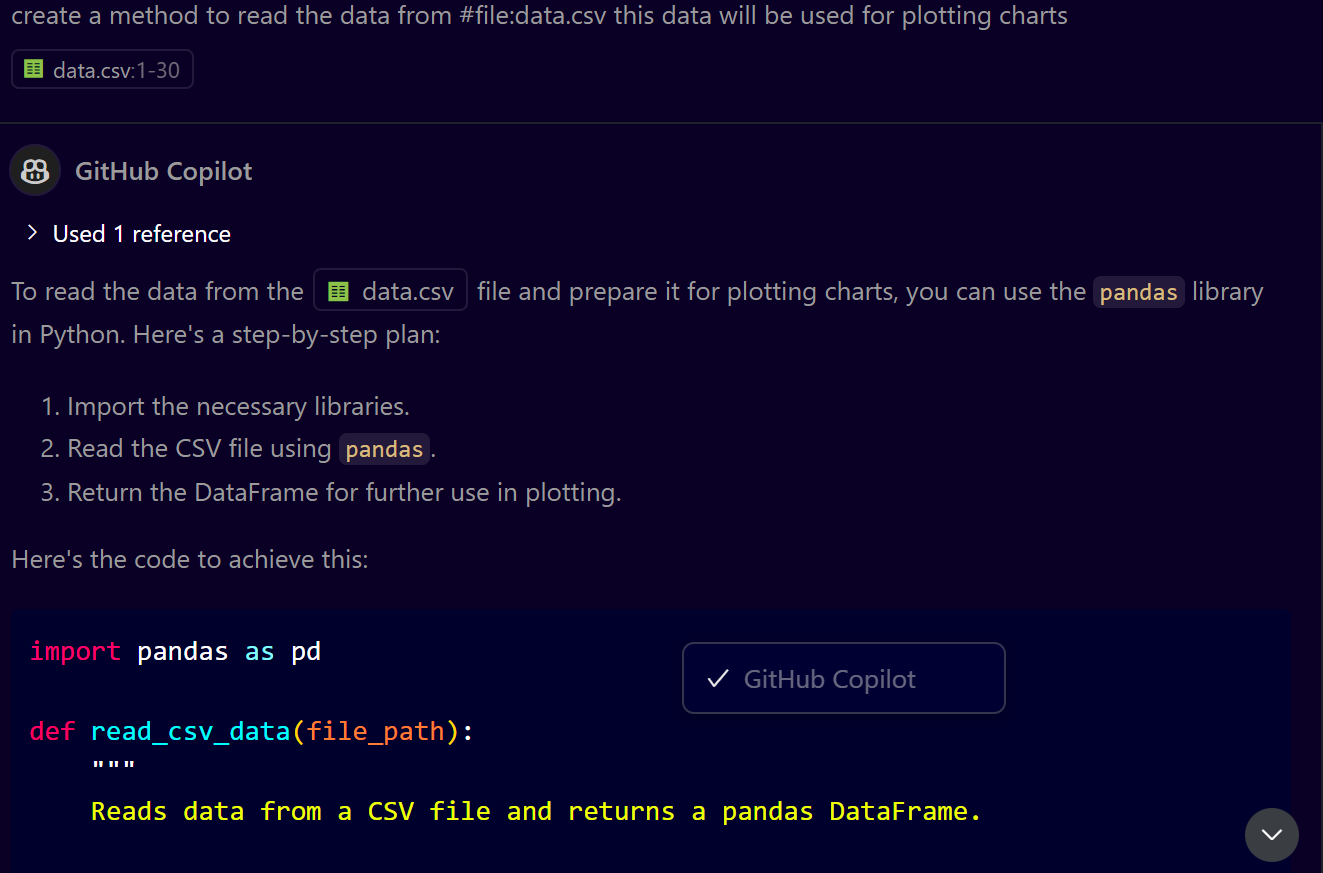 create a method to read the data from #file:data.csv this data will be used for plotting charts
data.csv:1-30
GitHub Copilot
Used 1 reference
To read the data from the data.csv file and prepare it for plotting charts, you can use the pandas library
in Python. Here's a step-by-step plan:
1. Import the necessary libraries.
2. Read the CSV file using pandas.
3. Return the DataFrame for further use in plotting.
Here's the code to achieve this:
import pandas as pd
GitHub Copilot
def read_csv_data(file_path):
"""
Reads data from a CSV file and returns a pandas DataFrame.